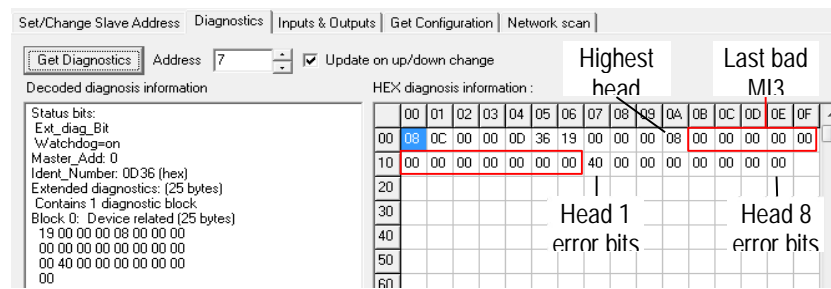 Set/Change Slave Address Diagnostics Inputs & Outputs Get Configuration Network scan
Get Diagnostics Address 7 Update on up/down change
Highest head
Last bad MI3
Decoded diagnosis information
HEX diagnosis information :
Status bits:
Ext_diag_Bit
Watchdog=on
Master_Add: 0
Ident_Number: 0D36 (hex)
Extended diagnostics: (25 bytes)
Contains 1 diagnostic block
Block 0: Device related (25 bytes)
19 00 00 00 08 00 00 00
00 00 00 00 00 00 00 00
00 40 00 00 00 00 00 00
00
00 01 02 03 04 05 06 07 08 09 0A 0B 0C 0D 0E 0F
00 08 0C 00 00 0D 36 19 00 00 00 08 00 00 00 00 00
10 00 00 00 00 00 00 00 40 00 00 00 00 00 00 00
20
30
40
50
60
Head 1 error bits
Head 8 error bits